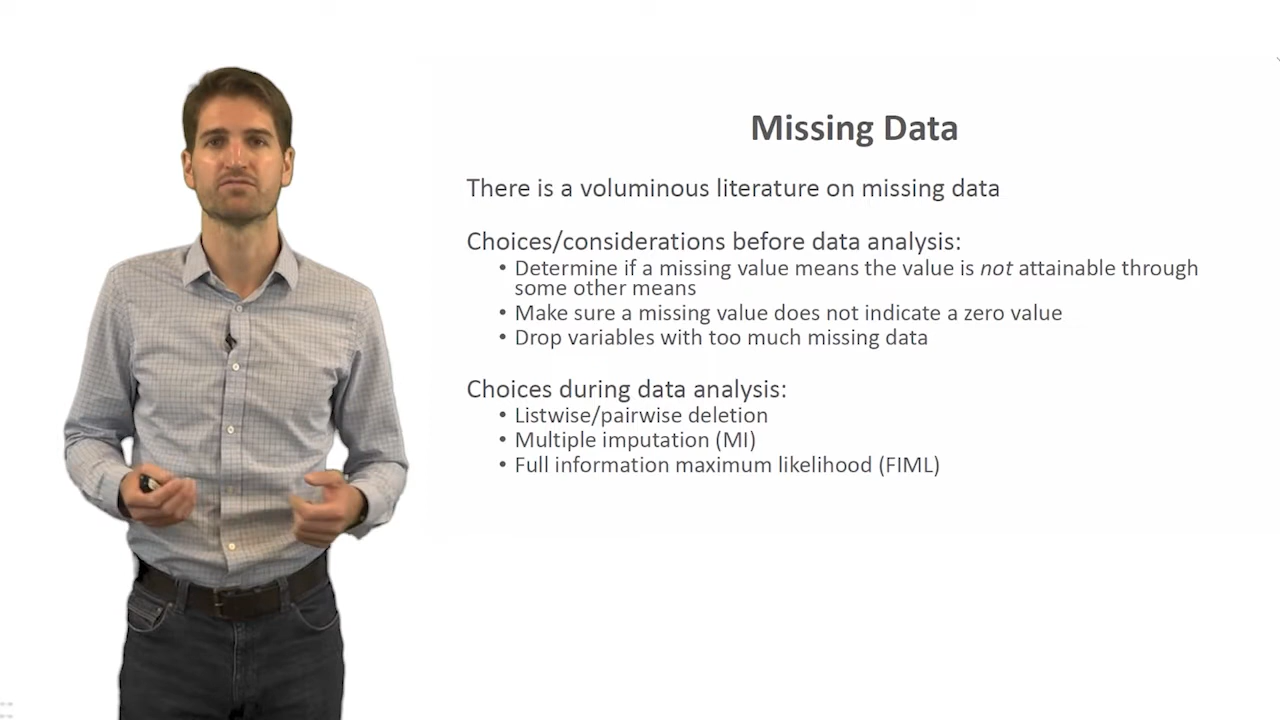 Missing Data
There is a voluminous literature on missing data
Choices/considerations before data analysis:
• Determine if a missing value means the value is not attainable through
some other means
• Make sure a missing value does not indicate a zero value
• Drop variables with too much missing data
Choices during data analysis:
• Listwise/pairwise deletion
• Multiple imputation (MI)
• Full information maximum likelihood (FIML)